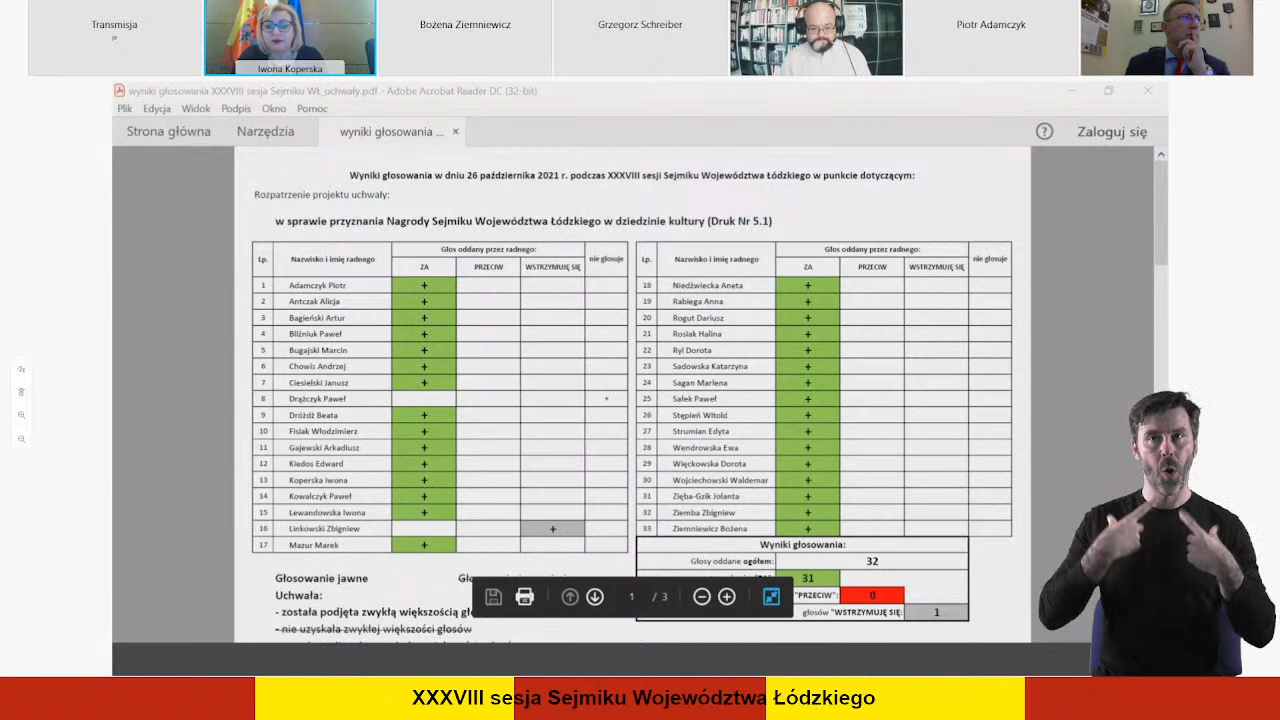 Transmisja
Bożena Ziemniewicz
Grzegorz Schreiber
Piotr Adamczyk
Iwona Koperska
wyniki głosowania XXXVIII sesja Sejmiku WŁ_uchwały.pdf - Adobe Acrobat Reader DC (32-bit)
Plik Edycja Widok Podpis Okno Pomoc
Strona główna Narzędzia wyniki głosowania ... × ? Zaloguj się
Wyniki głosowania w dniu 26 października 2021 r. podczas XXXVIII sesji Sejmiku Województwa Łódzkiego w punkcie dotyczącym:
Rozpatrzenie projektu uchwały:
w sprawie przyznania Nagrody Sejmiku Województwa Łódzkiego w dziedzinie kultury (Druk Nr 5.1)
Lp. Nazwisko i imię radnego Głos oddany przez radnego: nie głosuje
ZA PRZECIW WSTRZYMUJĘ SIĘ
1 Adamczyk Piotr +
2 Antczak Alicja +
3 Bagieński Artur +
4 Bliźniuk Paweł +
5 Bugajski Marcin +
6 Chowis Andrzej +
7 Ciesielski Janusz +
8 Drążczyk Paweł +
9 Dróżdż Beata +
10 Fisiak Włodzimierz +
11 Gajewski Arkadiusz +
12 Kiedos Edward +
13 Koperska Iwona +
14 Kowalczyk Paweł +
15 Lewandowska Iwona +
16 Linkowski Zbigniew +
17 Mazur Marek +
Lp. Nazwisko i imię radnego Głos oddany przez radnego: nie głosuje
ZA PRZECIW WSTRZYMUJĘ SIĘ
18 Niedźwiecka Aneta +
19 Rabiega Anna +
20 Rogut Dariusz +
21 Rosiak Halina +
22 Ryl Dorota +
23 Sadowska Katarzyna +
24 Sagan Marlena +
25 Sałek Paweł +
26 Stępień Witold +
27 Strumian Edyta +
28 Wendrowska Ewa +
29 Więckowska Dorota +
30 Wojciechowski Waldemar +
31 Zięba-Gzik Jolanta +
32 Ziemba Zbigniew +
33 Ziemniewicz Bożena +
Wyniki głosowania:
Głosy oddane ogółem: 32
31
"PRZECIW": 0
głosów "WSTRZYMUJĘ SIĘ: 1
Głosowanie jawne
Uchwała:
- została podjęta zwykłą większością
- nie uzyskała zwykłej większości głosów
1 / 3
XXXVIII sesja Sejmiku Województwa Łódzkiego